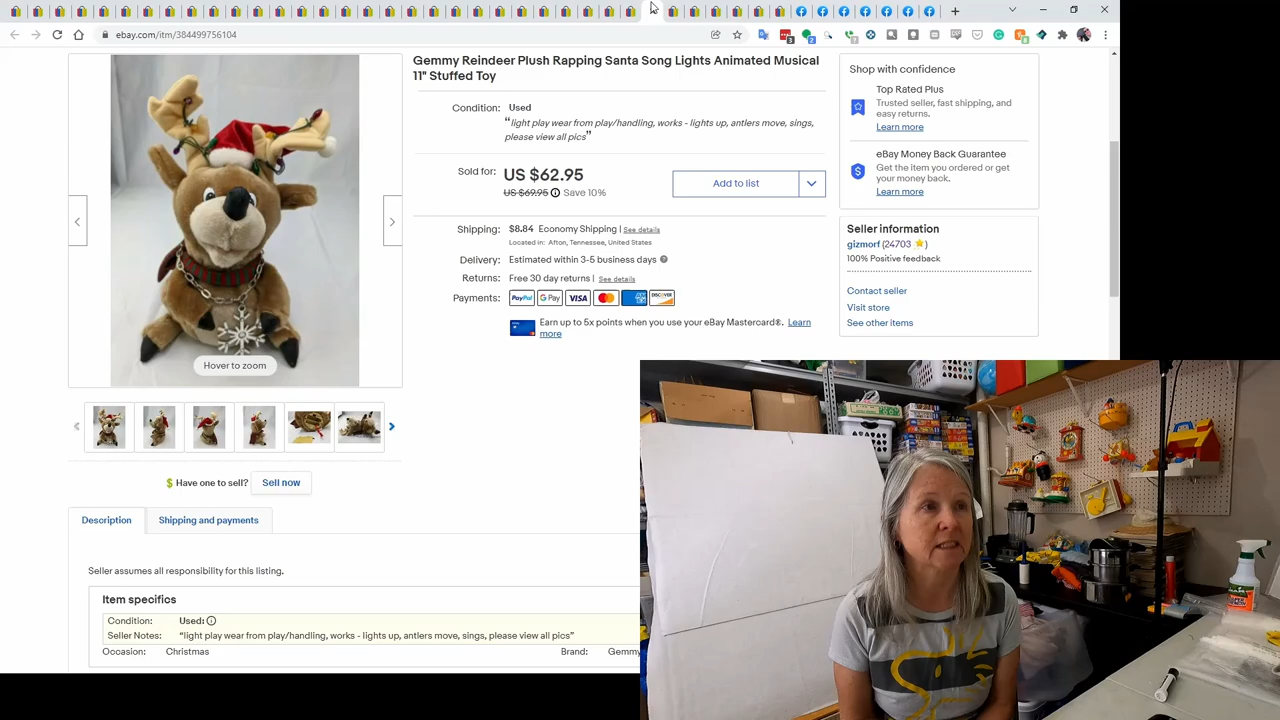 ebay.com/itm/384499756104
3
2
8
Gemmy Reindeer Plush Rapping Santa Song Lights Animated Musical
11" Stuffed Toy
Condition: Used
“light play wear from play/handling, works - lights up, antlers move, sings,
please view all pics”
Sold for: US $62.95
US $69.95 Save 10%
Add to list
Shipping: $8.84 Economy Shipping | See details
Located in: Afton, Tennessee, United States
Delivery: Estimated within 3-5 business days
Returns: Free 30 day returns | See details
Payments: PayPal G Pay VISA DISCOVER
Earn up to 5x points when you use your eBay Mastercard®. Learn
more
Shop with confidence
Top Rated Plus
Trusted seller, fast shipping, and
easy returns.
Learn more
eBay Money Back Guarantee
Get the item you ordered or get
your money back.
Learn more
Seller information
gizmorf (24703 )
100% Positive feedback
Contact seller
Visit store
See other items
Hover to zoom
$ Have one to sell? Sell now
Description
Shipping and payments
Seller assumes all responsibility for this listing.
Item specifics
Condition: Used:
Seller Notes: “light play wear from play/handling, works - lights up, antlers move, sings, please view all pics”
Occasion: Christmas
Brand: Gemmy